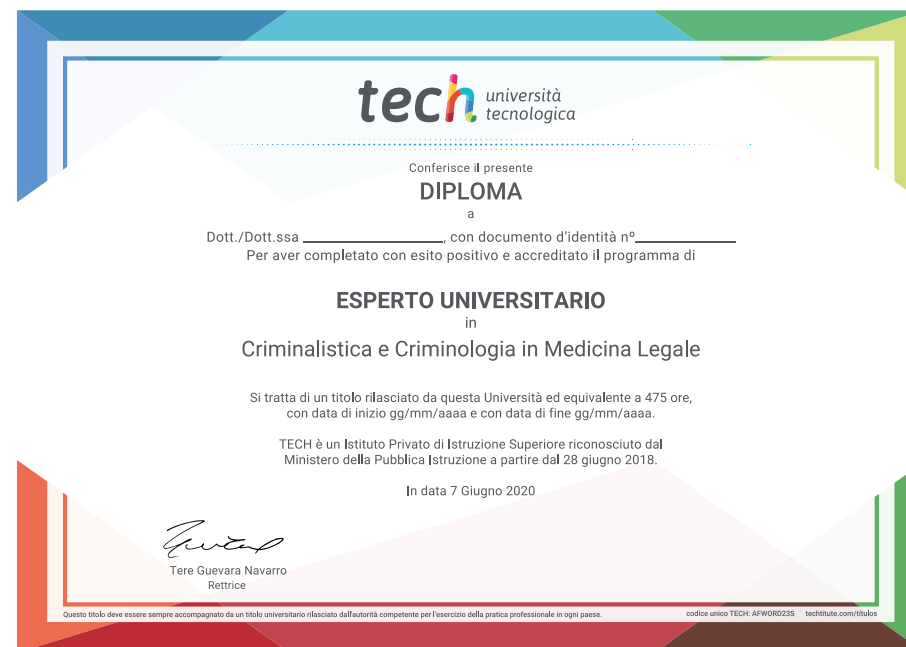 tech università
tecnologica
Conferisce il presente
DIPLOMA
a
Dott./Dott.ssa ____________________, con documento d'identità nº______________
Per aver completato con esito positivo e accreditato il programma di
ESPERTO UNIVERSITARIO
in
Criminalistica e Criminologia in Medicina Legale
Si tratta di un titolo rilasciato da questa Università ed equivalente a 475 ore,
con data di inizio gg/mm/aaaa e con data di fine gg/mm/aaaa.
TECH è un Istituto Privato di Istruzione Superiore riconosciuto dal
Ministero della Pubblica Istruzione a partire dal 28 giugno 2018.
In data 7 Giugno 2020
Tere Guevara Navarro
Rettrice
Questo titolo deve essere sempre accompagnato da un titolo universitario rilasciato dall'autorità competente per l'esercizio della pratica professionale in ogni paese. codice unico TECH: AFWORD23S techtitute.com/titulos